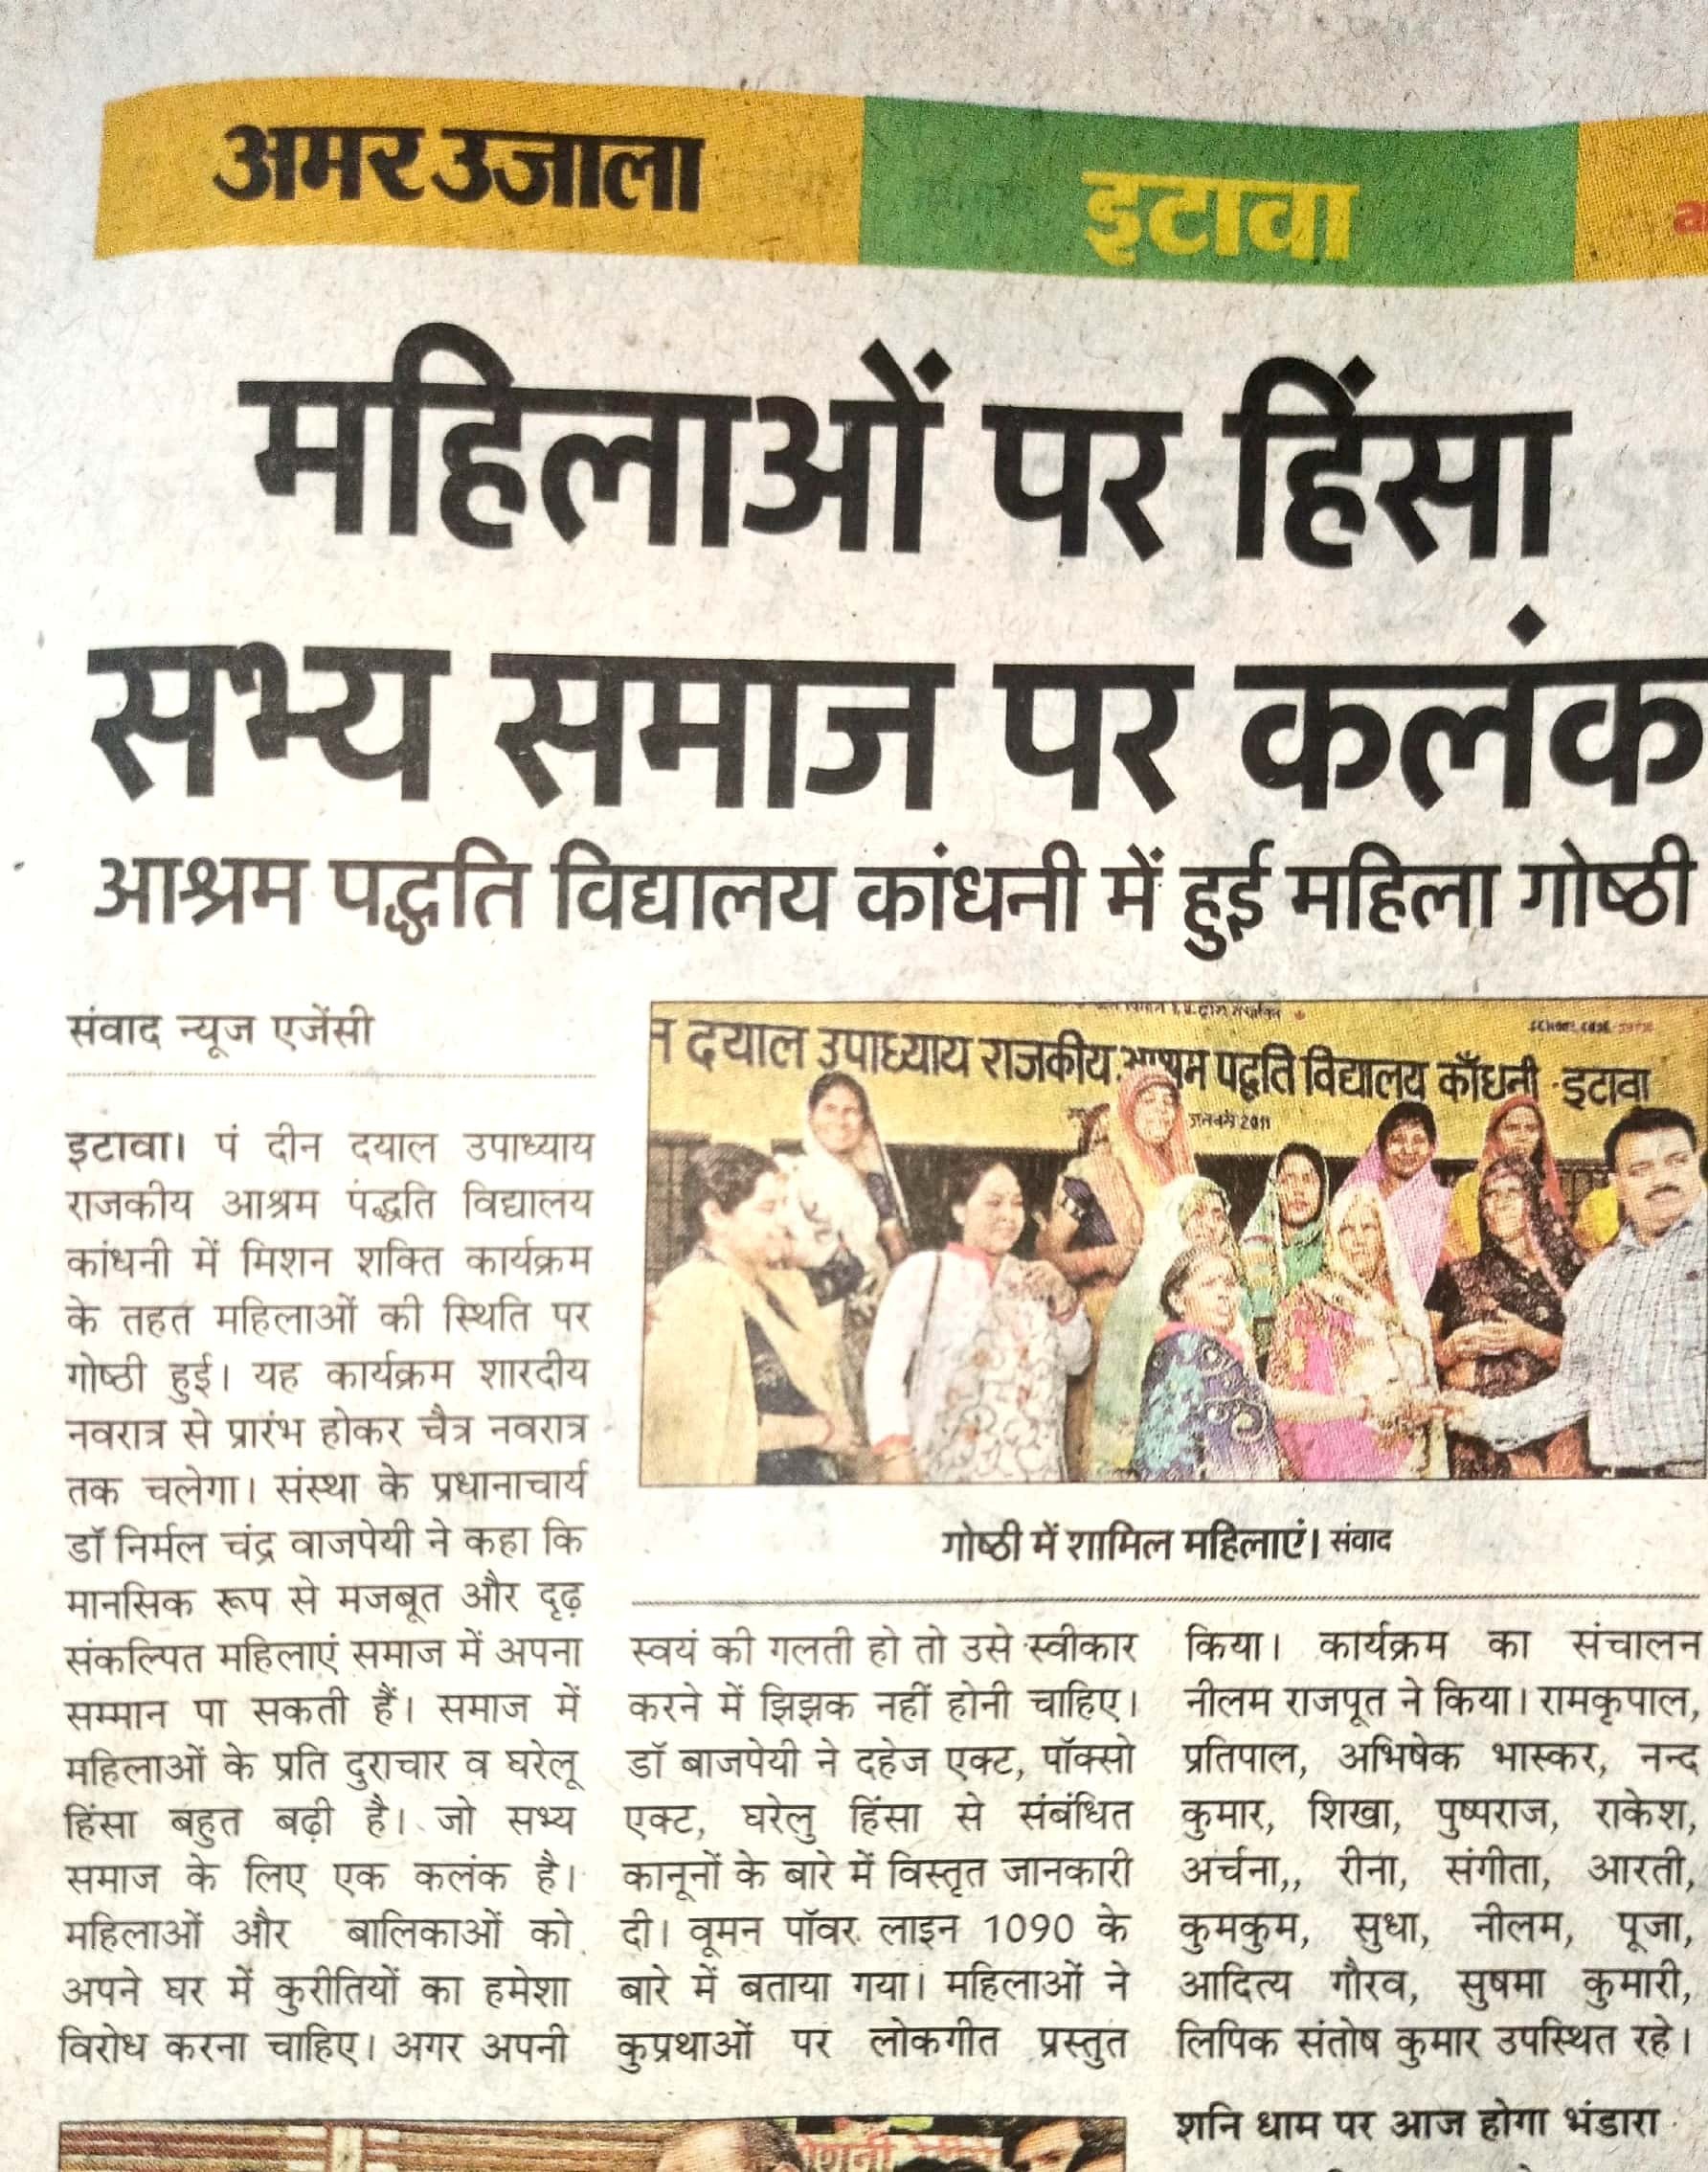 अमर उजाला
इटावा
महिलाओं पर हिंसा
सभ्य समाज पर कलंक
आश्रम पद्धति विद्यालय कांधनी में हुई महिला गोष्ठी
संवाद न्यूज एजेंसी
इटावा। पं दीन दयाल उपाध्याय
राजकीय आश्रम पद्धति विद्यालय
कांधनी में मिशन शक्ति कार्यक्रम
के तहत महिलाओं की स्थिति पर
गोष्ठी हुई। यह कार्यक्रम शारदीय
नवरात्र से प्रारंभ होकर चैत्र नवरात्र
तक चलेगा। संस्था के प्रधानाचार्य
डॉ निर्मल चंद्र वाजपेयी ने कहा कि
मानसिक रूप से मजबूत और दृढ़
संकल्पित महिलाएं समाज में अपना
सम्मान पा सकती हैं। समाज में
महिलाओं के प्रति दुराचार व घरेलू
हिंसा बहुत बढ़ी है। जो सभ्य
समाज के लिए एक कलंक है।
महिलाओं और बालिकाओं को
अपने घर में कुरीतियों का हमेशा
विरोध करना चाहिए। अगर अपनी
दयाल उपाध्याय राजकीय आश्रम पद्धति विद्यालय काँधनी - इटावा
2011
गोष्ठी में शामिल महिलाएं। संवाद
स्वयं की गलती हो तो उसे स्वीकार
करने में झिझक नहीं होनी चाहिए।
डॉ बाजपेयी ने दहेज एक्ट, पॉक्सो
एक्ट, घरेलु हिंसा से संबंधित
कानूनों के बारे में विस्तृत जानकारी
दी। वूमन पॉवर लाइन 1090 के
बारे में बताया गया। महिलाओं ने
कुप्रथाओं पर लोकगीत प्रस्तुत
किया। कार्यक्रम का संचालन
नीलम राजपूत ने किया। रामकृपाल,
प्रतिपाल, अभिषेक भास्कर, नन्द
कुमार, शिखा, पुष्पराज, राकेश,
अर्चना,, रीना, संगीता, आरती,
कुमकुम, सुधा, नीलम, पूजा,
आदित्य गौरव, सुषमा कुमारी,
लिपिक संतोष कुमार उपस्थित रहे।
शनि धाम पर आज होगा भंडारा